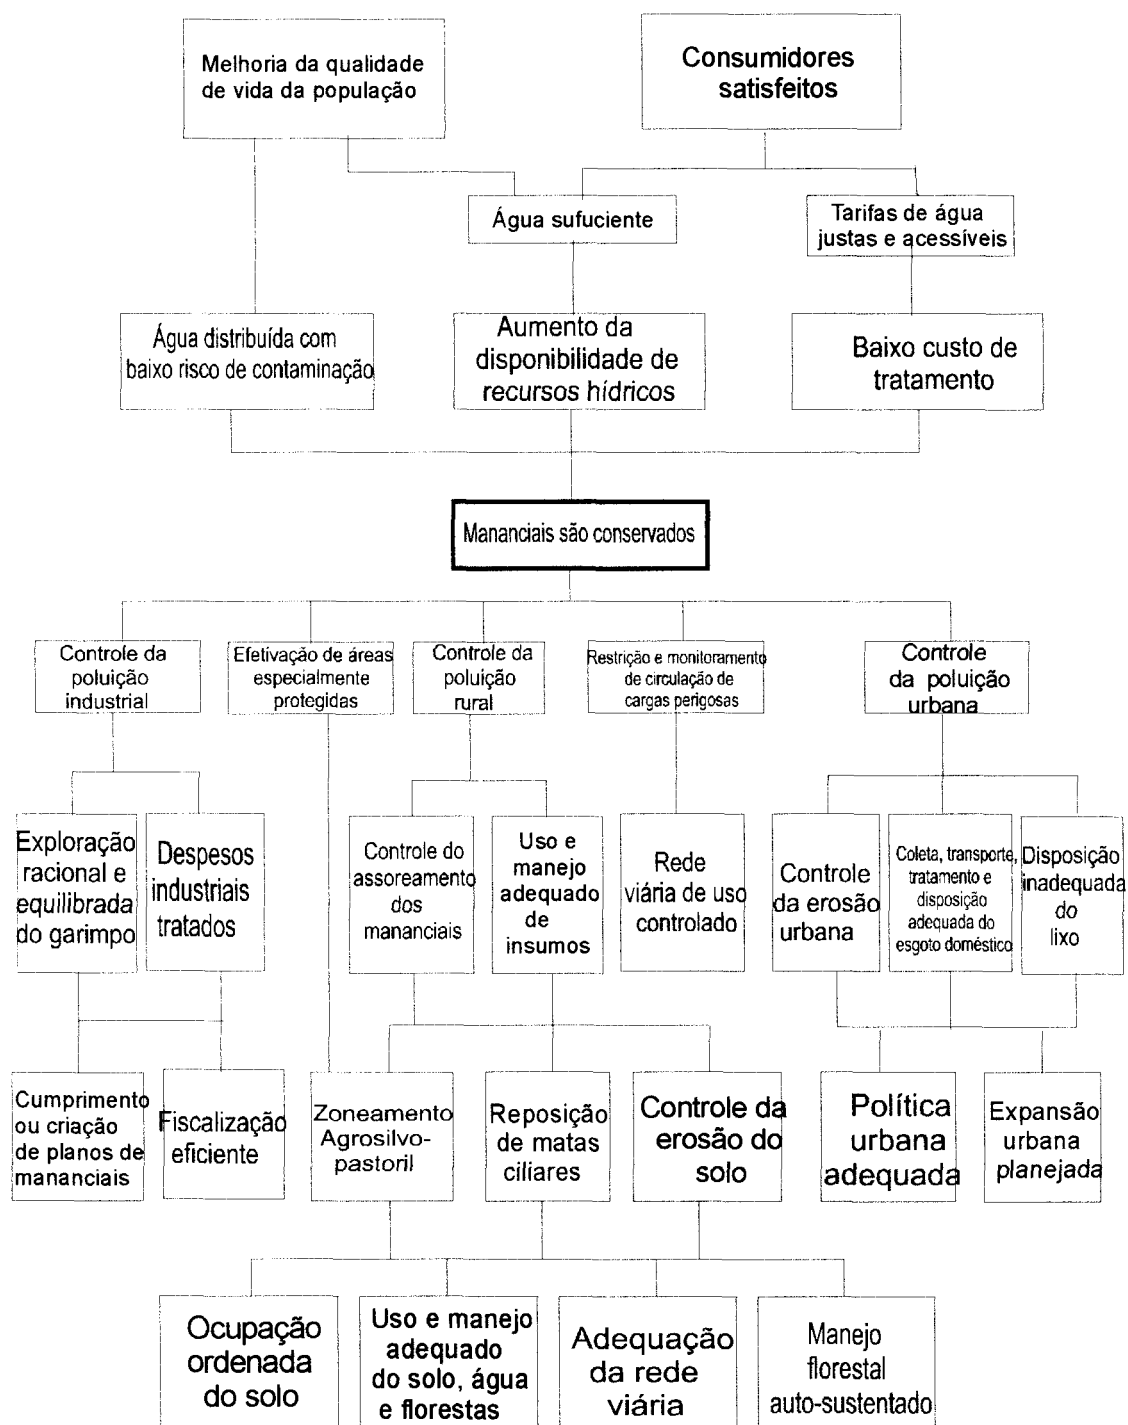 Melhoria da qualidade
de vida da população
Consumidores
satisfeitos
Água sufuciente
Tarifas de água
justas e acessíveis
Água distribuída com
baixo risco de contaminação
Aumento da
disponibilidade de
recursos hídricos
Baixo custo de
tratamento
Mananciais são conservados
Controle da
poluição
industrial
Efetivação de áreas
especialmente
protegidas
Controle da
poluição
rural
Restrição e monitoramento
de circulação de
cargas perigosas
Controle
da poluição
urbana
Exploração
racional e
equilibrada
do garimpo
Despesos
industriais
tratados
Controle do
assoreamento
dos
mananciais
Uso e
manejo
adequado
de
insumos
Rede
viária de uso
controlado
Controle
da erosão
urbana
Coleta, transporte,
tratamento e
disposição
adequada do
esgoto doméstico
Disposição
inadequada
do
lixo
Cumprimento
ou criação
de planos de
mananciais
Fiscalização
eficiente
Zoneamento
Agrosilvo-
pastoril
Reposição
de matas
ciliares
Controle da
erosão do
solo
Política
urbana
adequada
Expansão
urbana
planejada
Ocupação
ordenada
do solo
Uso e manejo
adequado
do solo, água
e florestas
Adequação
da rede
viária
Manejo
florestal
auto-sustentado